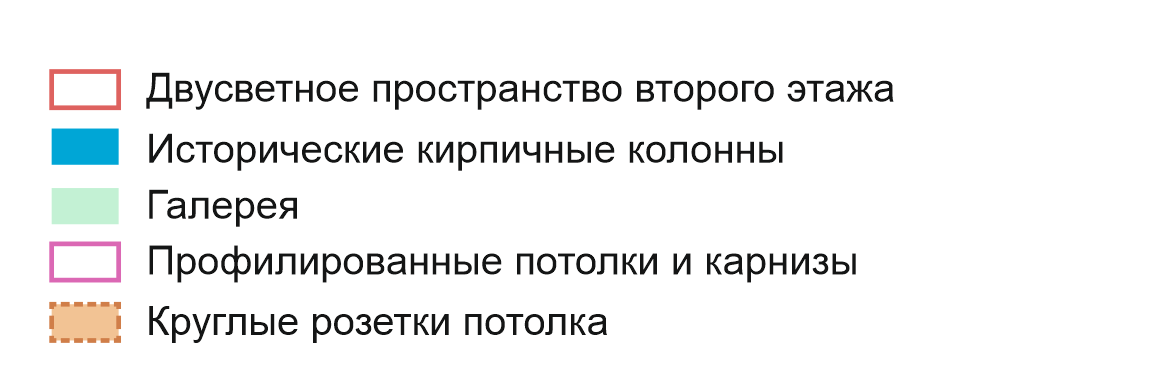 Двусветное пространство второго этажа
Исторические кирпичные колонны
Галерея
Профилированные потолки и карнизы
Круглые розетки потолка